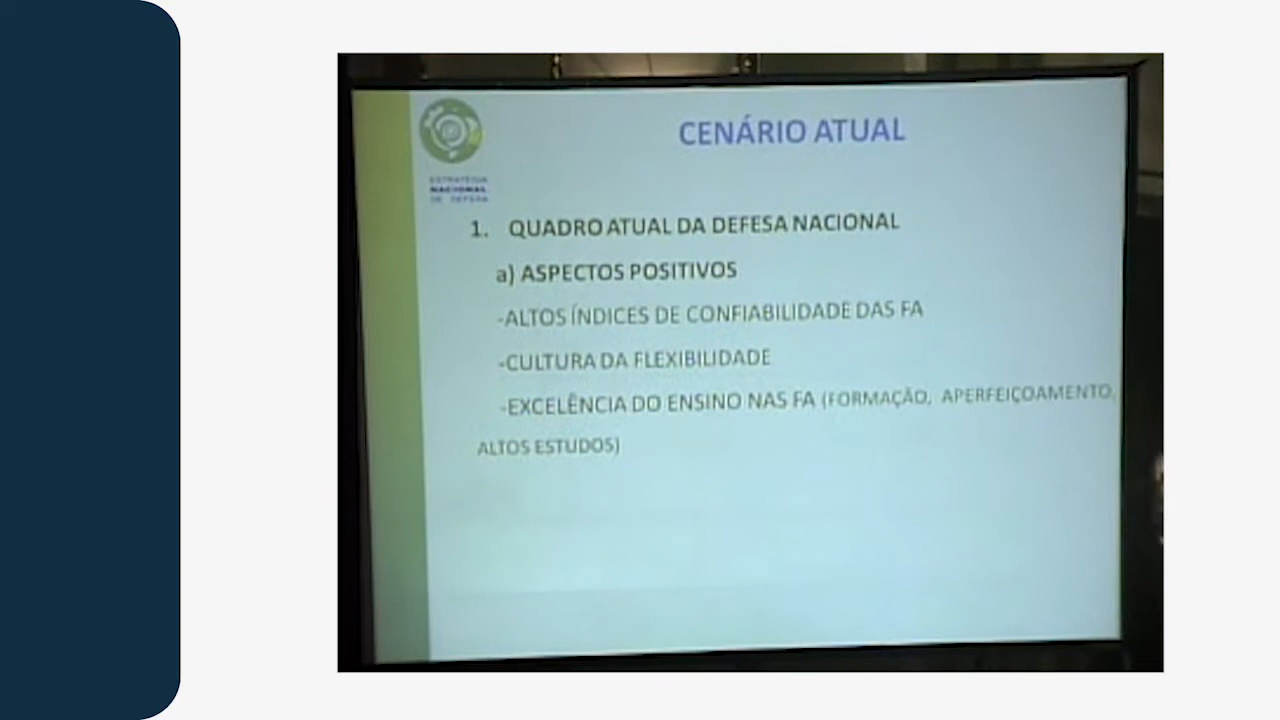 CENÁRIO ATUAL
ESTRATÉGIA
NACIONAL
DE DEFESA
1. QUADRO ATUAL DA DEFESA NACIONAL
a) ASPECTOS POSITIVOS
-ALTOS ÍNDICES DE CONFIABILIDADE DAS FA
-CULTURA DA FLEXIBILIDADE
-EXCELÊNCIA DO ENSINO NAS FA (FORMAÇÃO, APERFEIÇOAMENTO,
ALTOS ESTUDOS)